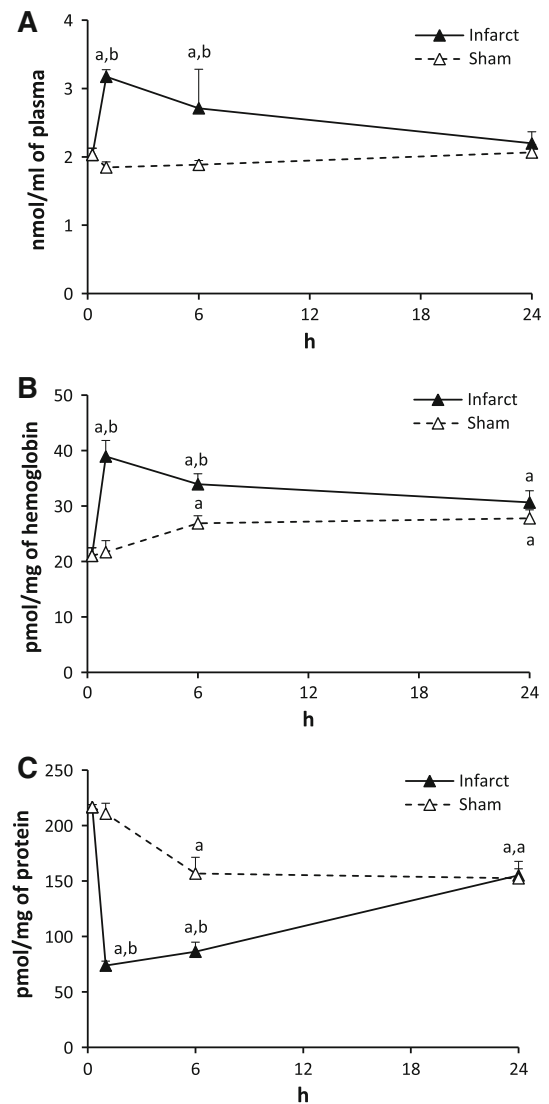 A
nmol/ml of plasma
4
3
2
1
0
a,b
a,b
Infarct
Sham
0 6 12 18 24
h
B
pmol/mg of hemoglobin
50
40
30
20
10
0
a,b
a,b
a
a
a
Infarct
Sham
0 6 12 18 24
h
C
pmol/mg of protein
250
200
150
100
50
0
a,b
a
a,b
a,a
Infarct
Sham
0 6 12 18 24
h